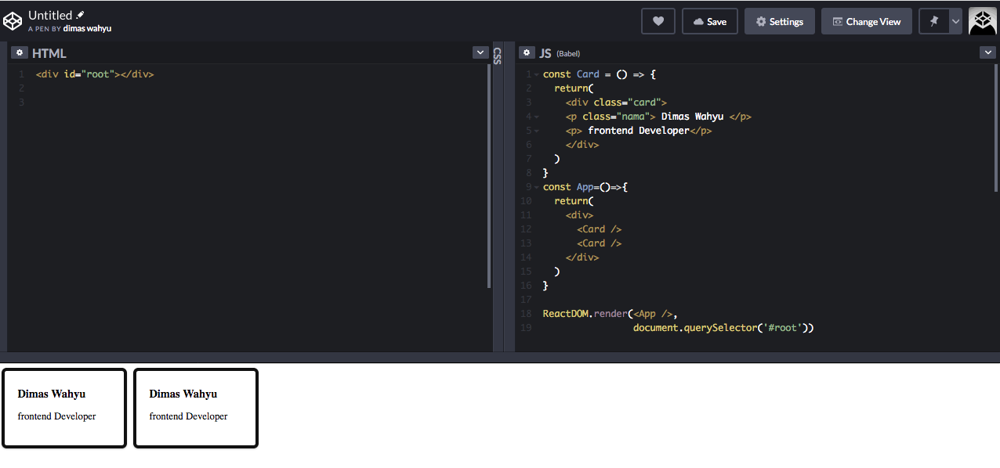 Untitled
A PEN BY dimas wahyu
Save
Settings
Change View
HTML
1 <div id="root"></div>
2
3
CSS
JS (Babel)
1 const Card = () => {
2 return(
3 <div class="card">
4 <p class="nama"> Dimas Wahyu </p>
5 <p> frontend Developer</p>
6 </div>
7 )
8 }
9 const App=()=>{
10 return(
11 <div>
12 <Card />
13 <Card />
14 </div>
15 )
16 }
17
18 ReactDOM.render(<App />,
19 document.querySelector('#root'))
Dimas Wahyu
frontend Developer
Dimas Wahyu
frontend Developer